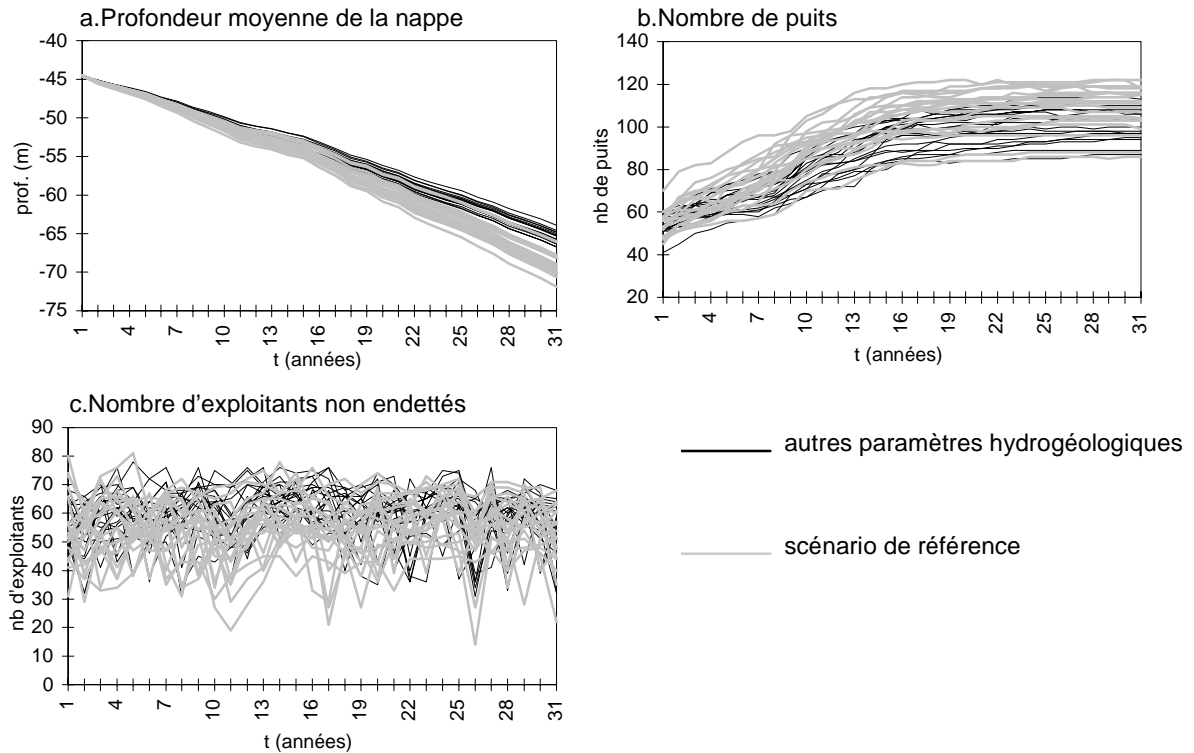 a.Profondeur moyenne de la nappe
-40
-45
-50
-55
-60
-65
-70
-75
prof. (m)
1 4 7 10 13 16 19 22 25 28 31
t (années)
b.Nombre de puits
140
120
100
80
60
40
20
nb de puits
1 4 7 10 13 16 19 22 25 28 31
t (années)
c.Nombre d'exploitants non endettés
90
80
70
60
50
40
30
20
10
0
nb d'exploitants
1 4 7 10 13 16 19 22 25 28 31
t (années)
autres paramètres hydrogéologiques
scénario de référence